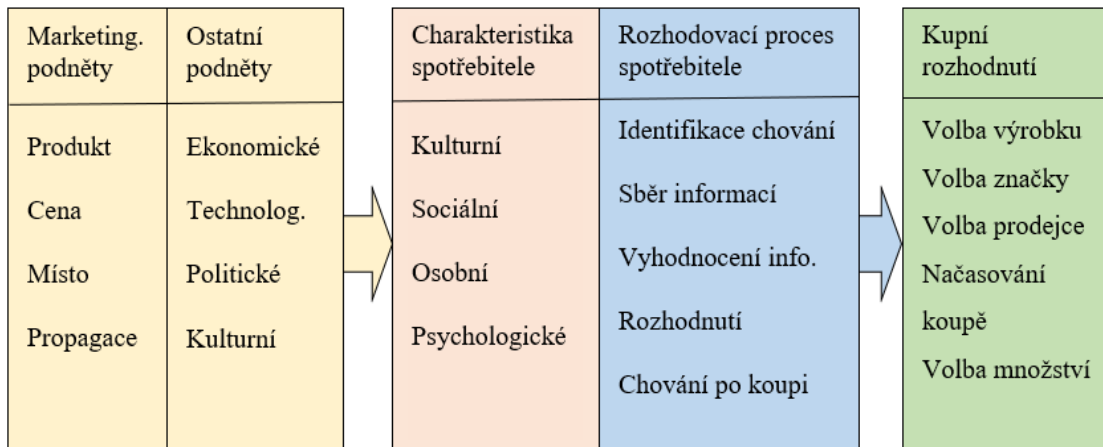 Marketing.
podněty
Ostatní
podněty
Produkt
Ekonomické
Cena
Technolog.
Místo
Politické
Propagace
Kulturní
Charakteristika
spotřebitele
Rozhodovací proces
spotřebitele
Kulturní
Sociální
Osobní
Psychologické
Identifikace chování
Sběr informací
Vyhodnocení info.
Rozhodnutí
Chování po koupi
Kupní
rozhodnutí
Volba výrobku
Volba značky
Volba prodejce
Načasování
koupě
Volba množství